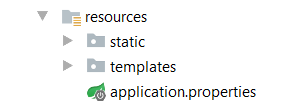 resources
static
templates
application.properties